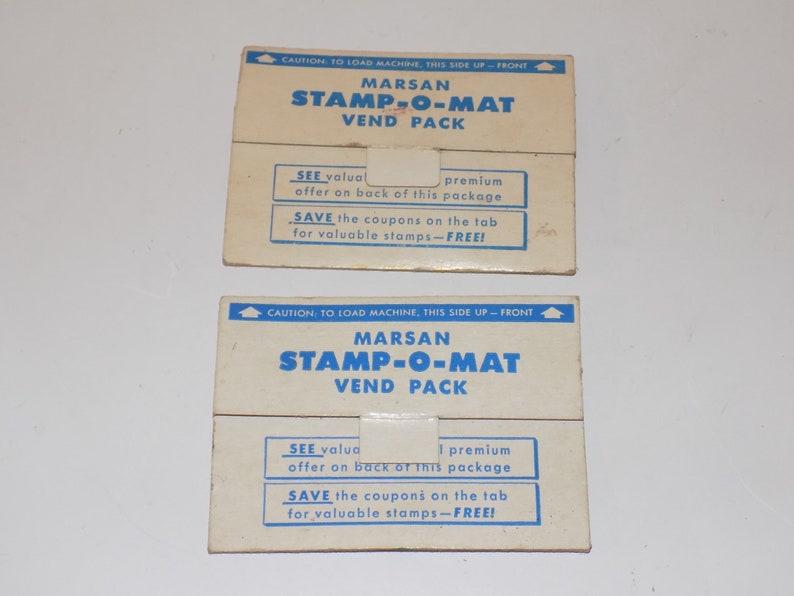 CAUTION: TO LOAD MACHINE, THIS SIDE UP — FRONT
MARSAN
STAMP-O-MAT
VEND PACK
SEE valua premium
offer on back of this package
SAVE the coupons on the tab
for valuable stamps—FREE!
CAUTION: TO LOAD MACHINE, THIS SIDE UP — FRONT
MARSAN
STAMP-O-MAT
VEND PACK
SEE valua l premium
offer on back of this package
SAVE the coupons on the tab
for valuable stamps—FREE!